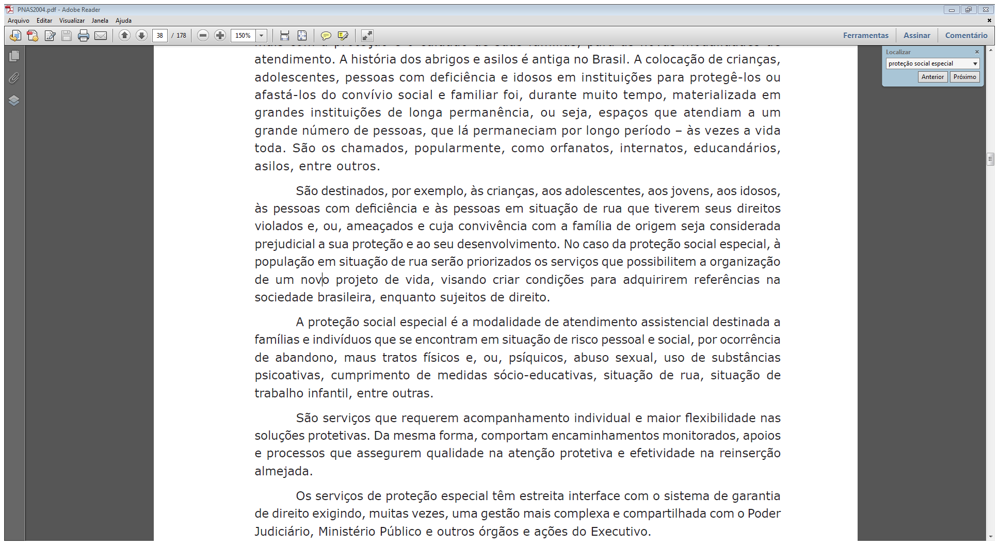 PNAS2004.pdf - Adobe Reader
Arquivo Editar Visualizar Janela Ajuda
38 / 178 150% Ferramentas Assinar Comentário
Localizar
proteção social especial
Anterior Próximo
mais com a proteção e o cuidado de suas famílias, para as novas modalidades de
atendimento. A história dos abrigos e asilos é antiga no Brasil. A colocação de crianças,
adolescentes, pessoas com deficiência e idosos em instituições para protegê-los ou
afastá-los do convívio social e familiar foi, durante muito tempo, materializada em
grandes instituições de longa permanência, ou seja, espaços que atendiam a um
grande número de pessoas, que lá permaneciam por longo período – às vezes a vida
toda. São os chamados, popularmente, como orfanatos, internatos, educandários,
asilos, entre outros.
São destinados, por exemplo, às crianças, aos adolescentes, aos jovens, aos idosos,
às pessoas com deficiência e às pessoas em situação de rua que tiverem seus direitos
violados e, ou, ameaçados e cuja convivência com a família de origem seja considerada
prejudicial a sua proteção e ao seu desenvolvimento. No caso da proteção social especial, à
população em situação de rua serão priorizados os serviços que possibilitem a organização
de um novo projeto de vida, visando criar condições para adquirirem referências na
sociedade brasileira, enquanto sujeitos de direito.
A proteção social especial é a modalidade de atendimento assistencial destinada a
famílias e indivíduos que se encontram em situação de risco pessoal e social, por ocorrência
de abandono, maus tratos físicos e, ou, psíquicos, abuso sexual, uso de substâncias
psicoativas, cumprimento de medidas sócio-educativas, situação de rua, situação de
trabalho infantil, entre outras.
São serviços que requerem acompanhamento individual e maior flexibilidade nas
soluções protetivas. Da mesma forma, comportam encaminhamentos monitorados, apoios
e processos que assegurem qualidade na atenção protetiva e efetividade na reinserção
almejada.
Os serviços de proteção especial têm estreita interface com o sistema de garantia
de direito exigindo, muitas vezes, uma gestão mais complexa e compartilhada com o Poder
Judiciário, Ministério Público e outros órgãos e ações do Executivo.